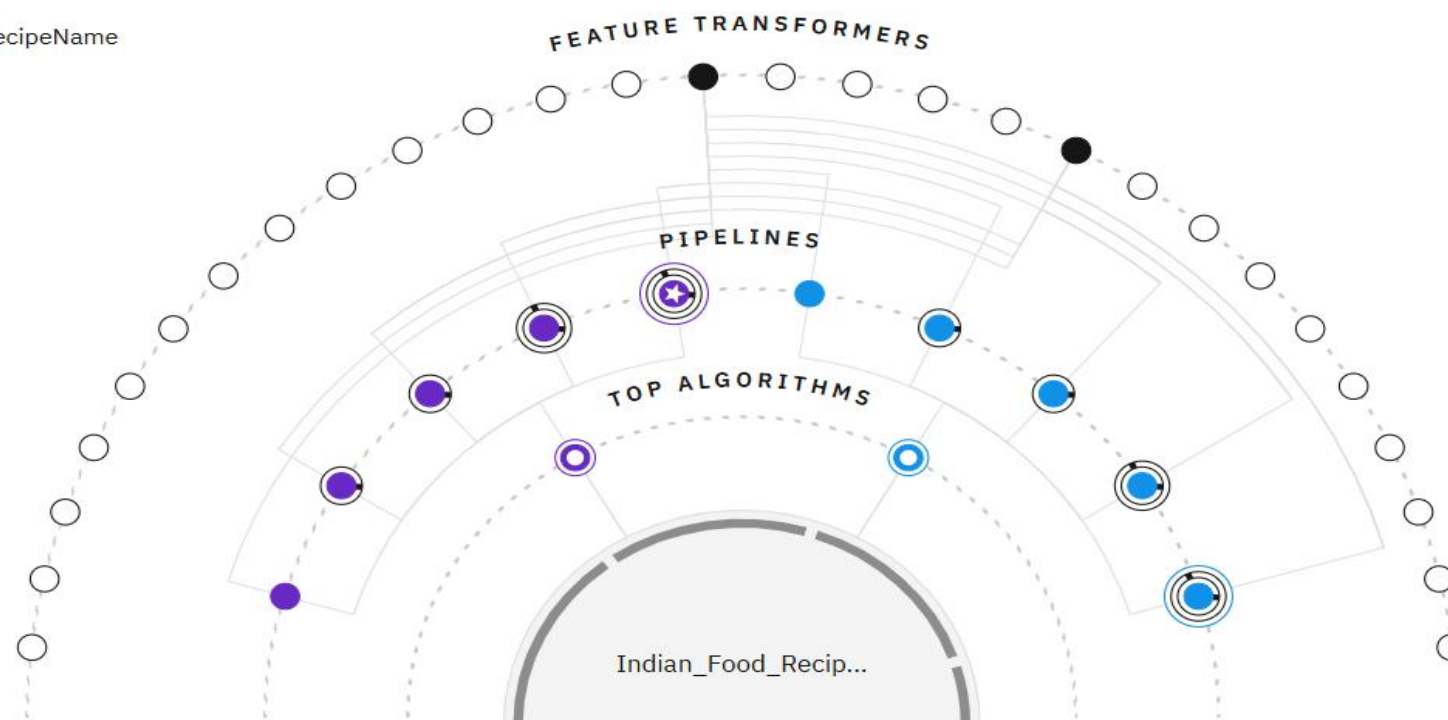 ecipeName
FEATURE TRANSFORMERS
PIPELINES
TOP ALGORITHMS
Indian_Food_Recip...